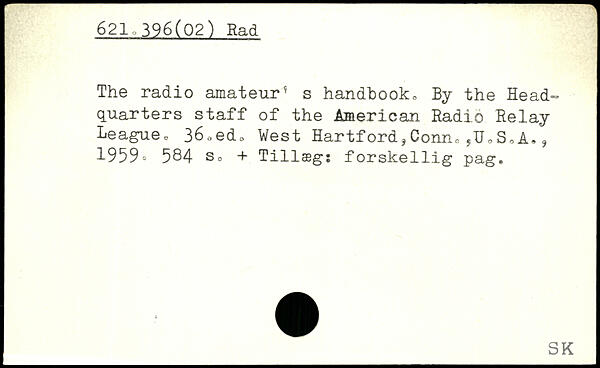 621.396(02) Rad
The radio amateur' s handbook. By the Head-
quarters staff of the American Radio Relay
League. 36.ed. West Hartford,Conn.,U.S.A.,
1959. 584 s. + Tillæg: forskellig pag.
SK